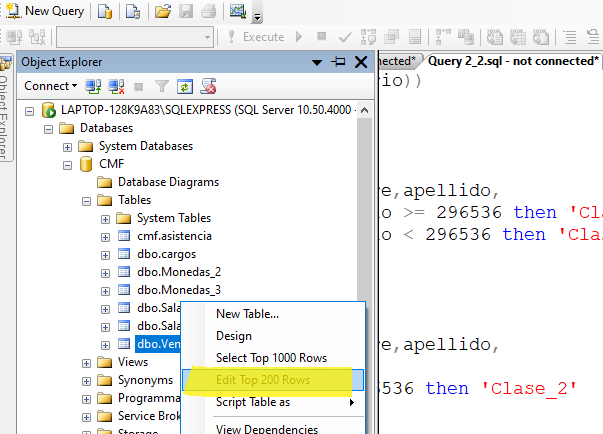 New Query
Execute
Object Explorer
Connect
LAPTOP-128K9A83\SQLEXPRESS (SQL Server 10.50.4000 -
Databases
System Databases
CMF
Database Diagrams
Tables
System Tables
cmf.asistencia
dbo.cargos
dbo.Monedas_2
dbo.Monedas_3
dbo.Sala
dbo.Sala
dbo.Ven
Views
Synonyms
Programma
Service Brok
Storage
New Table...
Design
Select Top 1000 Rows
Edit Top 200 Rows
Script Table as
View Dependencies
Object Explorer
nected*
Query 2_2.sql - not connected*
io))
re,apellido,
o >= 296536 then 'Cla
o < 296536 then 'Clas
re,apellido,
6536 then 'Clase_2'